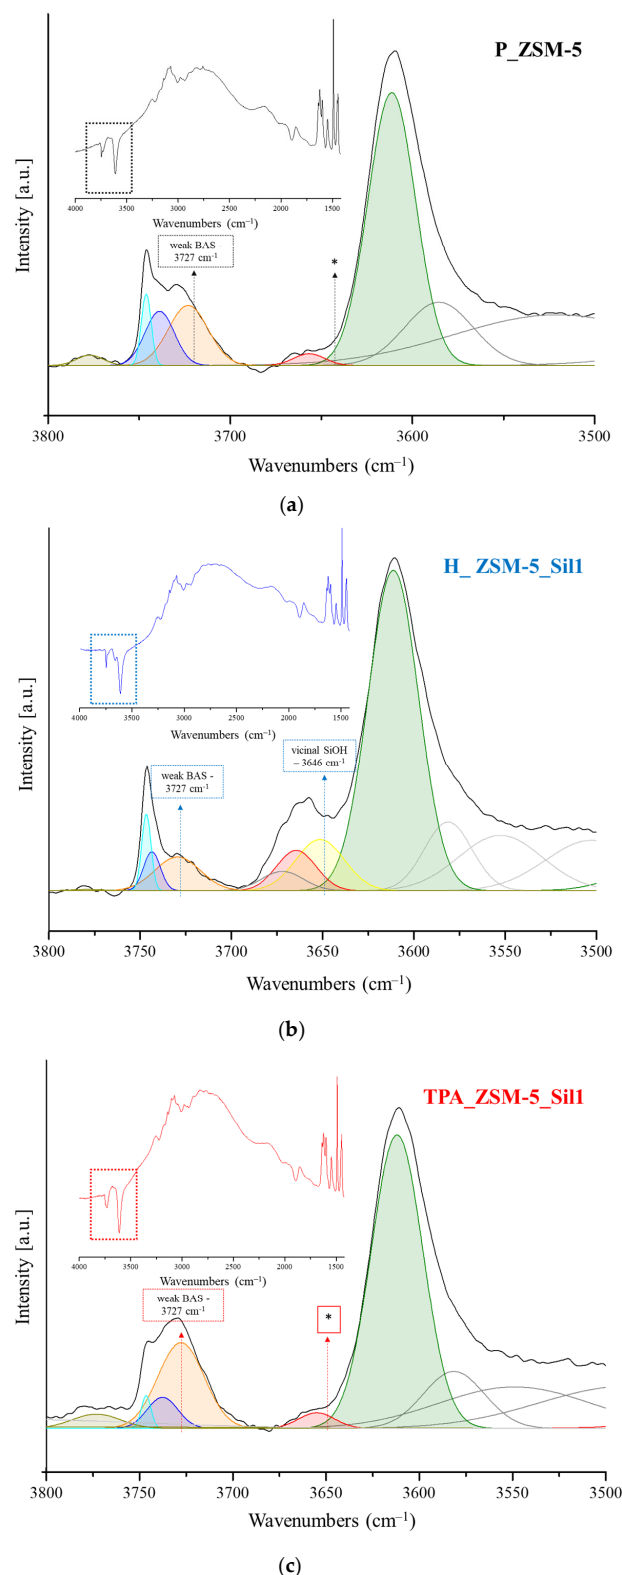 P_ZSM-5
Intensity [a.u.]
4000 3500 3000 2500 2000 1500
Wavenumbers (cm⁻¹)
weak BAS
3727 cm⁻¹
*
3800 3700 3600 3500
Wavenumbers (cm⁻¹)
(a)
H_ ZSM-5_Sil1
Intensity [a.u.]
4000 3500 3000 2500 2000 1500
Wavenumbers (cm⁻¹)
vicinal SiOH
– 3646 cm⁻¹
weak BAS -
3727 cm⁻¹
3800 3750 3700 3650 3600 3550 3500
Wavenumbers (cm⁻¹)
(b)
TPA_ZSM-5_Sil1
Intensity [a.u.]
4000 3500 3000 2500 2000 1500
Wavenumbers (cm⁻¹)
weak BAS -
3727 cm⁻¹
*
3800 3750 3700 3650 3600 3550 3500
Wavenumbers (cm⁻¹)
(c)